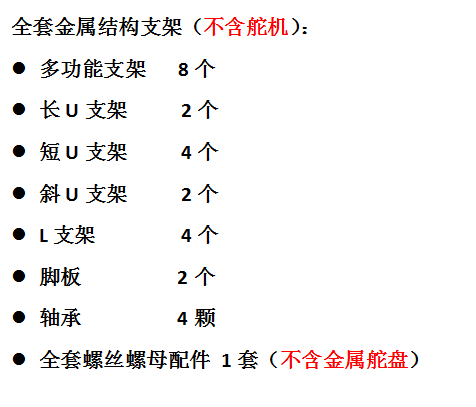 全套金属结构支架（不含舵机）：
● 多功能支架 8 个
● 长 U 支架 2 个
● 短 U 支架 4 个
● 斜 U 支架 2 个
● L 支架 4 个
● 脚板 2 个
● 轴承 4 颗
● 全套螺丝螺母配件 1 套（不含金属舵盘）